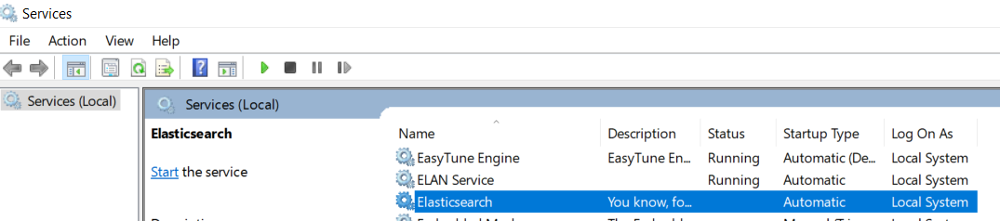 Services
File Action View Help
Services (Local)
Services (Local)
Elasticsearch
Start the service
Name Description Status Startup Type Log On As
EasyTune Engine EasyTune En... Running Automatic (De... Local System
ELAN Service Running Automatic Local System
Elasticsearch You know, fo... Automatic Local System